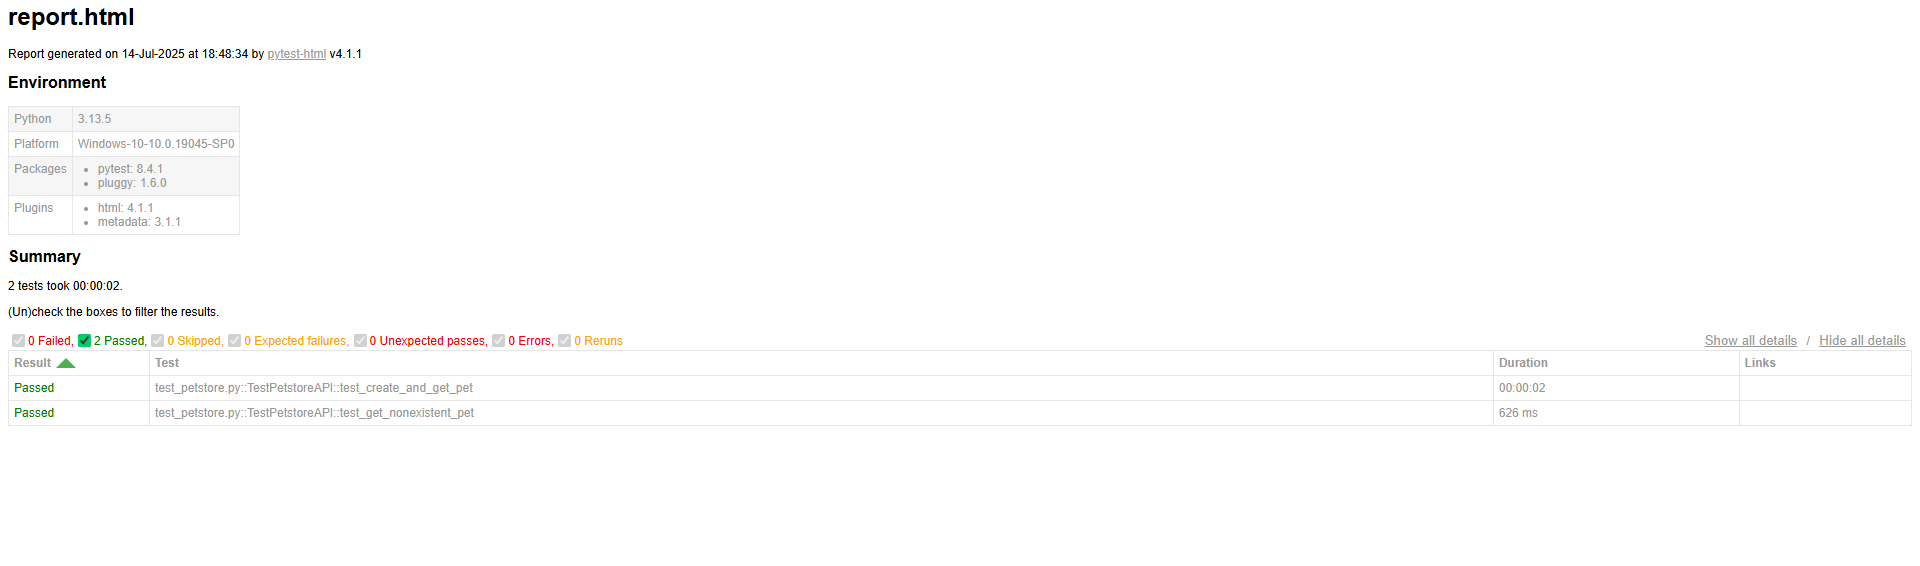 report.html
Report generated on 14-Jul-2025 at 18:48:34 by pytest-html v4.1.1
Environment
Python 3.13.5
Platform Windows-10-10.0.19045-SP0
Packages
• pytest: 8.4.1
• pluggy: 1.6.0
Plugins
• html: 4.1.1
• metadata: 3.1.1
Summary
2 tests took 00:00:02.
(Un)check the boxes to filter the results.
0 Failed, 2 Passed, 0 Skipped, 0 Expected failures, 0 Unexpected passes, 0 Errors, 0 Reruns Show all details / Hide all details
Result Test Duration Links
Passed test_petstore.py::TestPetstoreAPI::test_create_and_get_pet 00:00:02
Passed test_petstore.py::TestPetstoreAPI::test_get_nonexistent_pet 626 ms